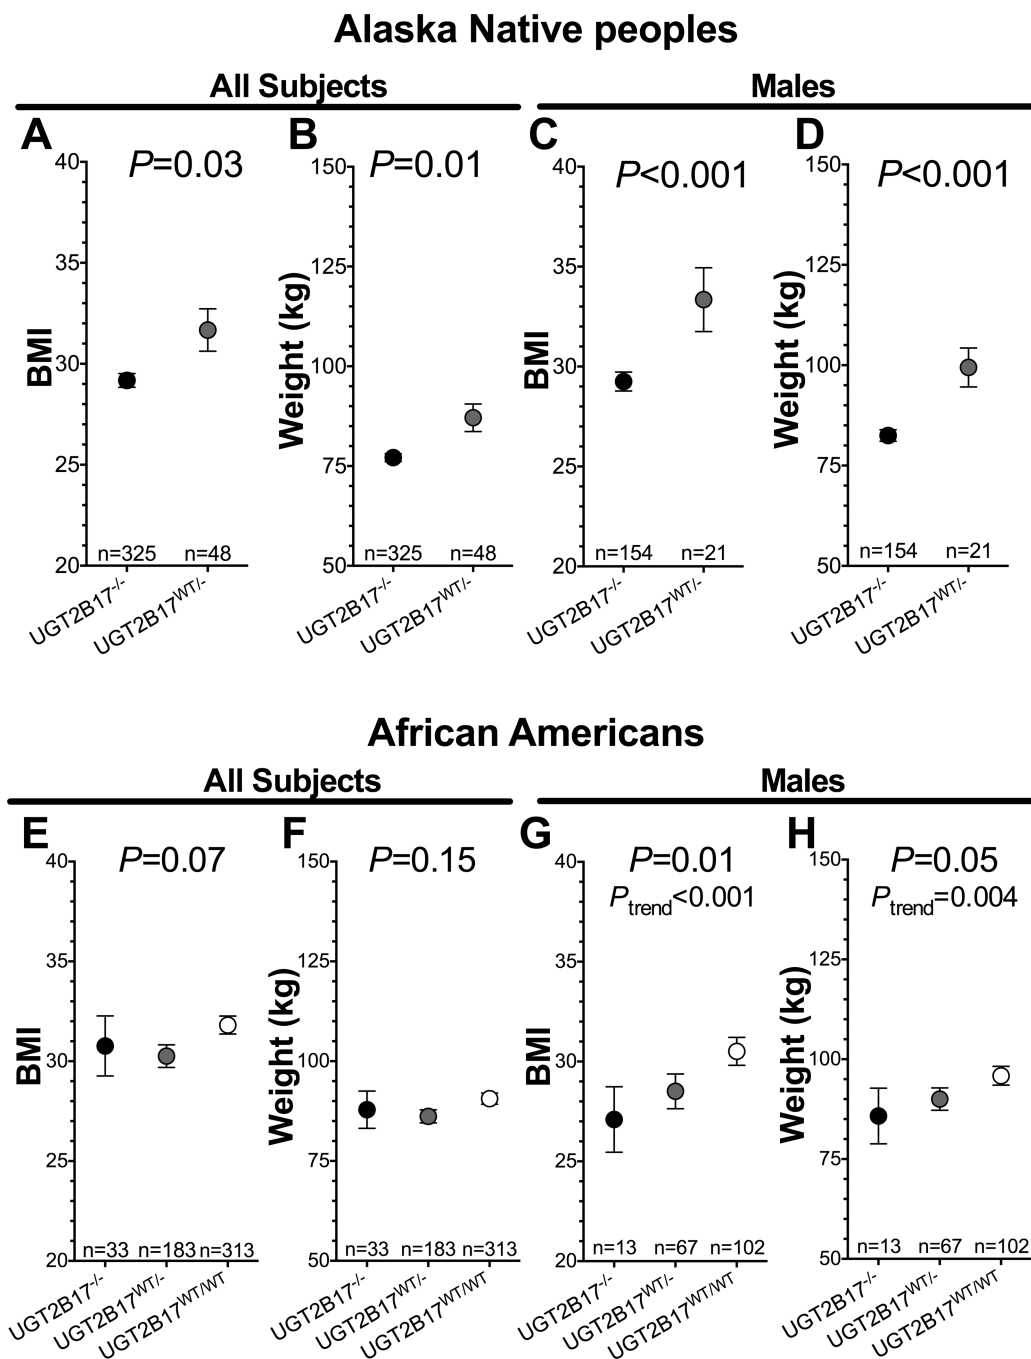 Alaska Native peoples
All Subjects
Males
A
B
C
D
P=0.03
P=0.01
P<0.001
P<0.001
BMI
40
35
30
25
20
n=325
n=48
UGT2B17-/-
UGT2B17WT/-
Weight (kg)
150
125
100
75
50
n=325
n=48
UGT2B17-/-
UGT2B17WT/-
BMI
40
35
30
25
20
n=154
n=21
UGT2B17-/-
UGT2B17WT/-
Weight (kg)
150
125
100
75
50
n=154
n=21
UGT2B17-/-
UGT2B17WT/-
African Americans
All Subjects
Males
E
F
G
H
P=0.07
P=0.15
P=0.01
Ptrend<0.001
P=0.05
Ptrend=0.004
BMI
40
35
30
25
20
n=33
n=183
n=313
UGT2B17-/-
UGT2B17WT/-
UGT2B17WT/WT
Weight (kg)
150
125
100
75
50
n=33
n=183
n=313
UGT2B17-/-
UGT2B17WT/-
UGT2B17WT/WT
BMI
40
35
30
25
20
n=13
n=67
n=102
UGT2B17-/-
UGT2B17WT/-
UGT2B17WT/WT
Weight (kg)
150
125
100
75
50
n=13
n=67
n=102
UGT2B17-/-
UGT2B17WT/-
UGT2B17WT/WT